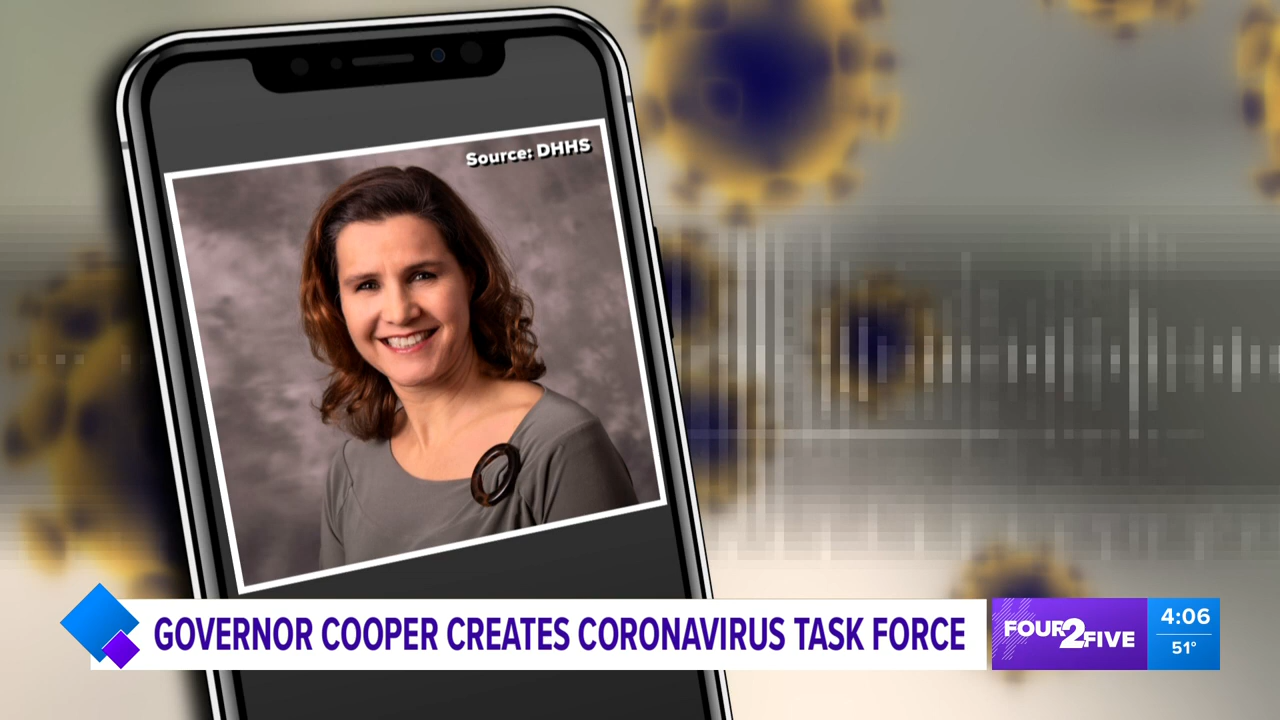 Source: DHHS
GOVERNOR COOPER CREATES CORONAVIRUS TASK FORCE
FOUR2FIVE
4:06
51°